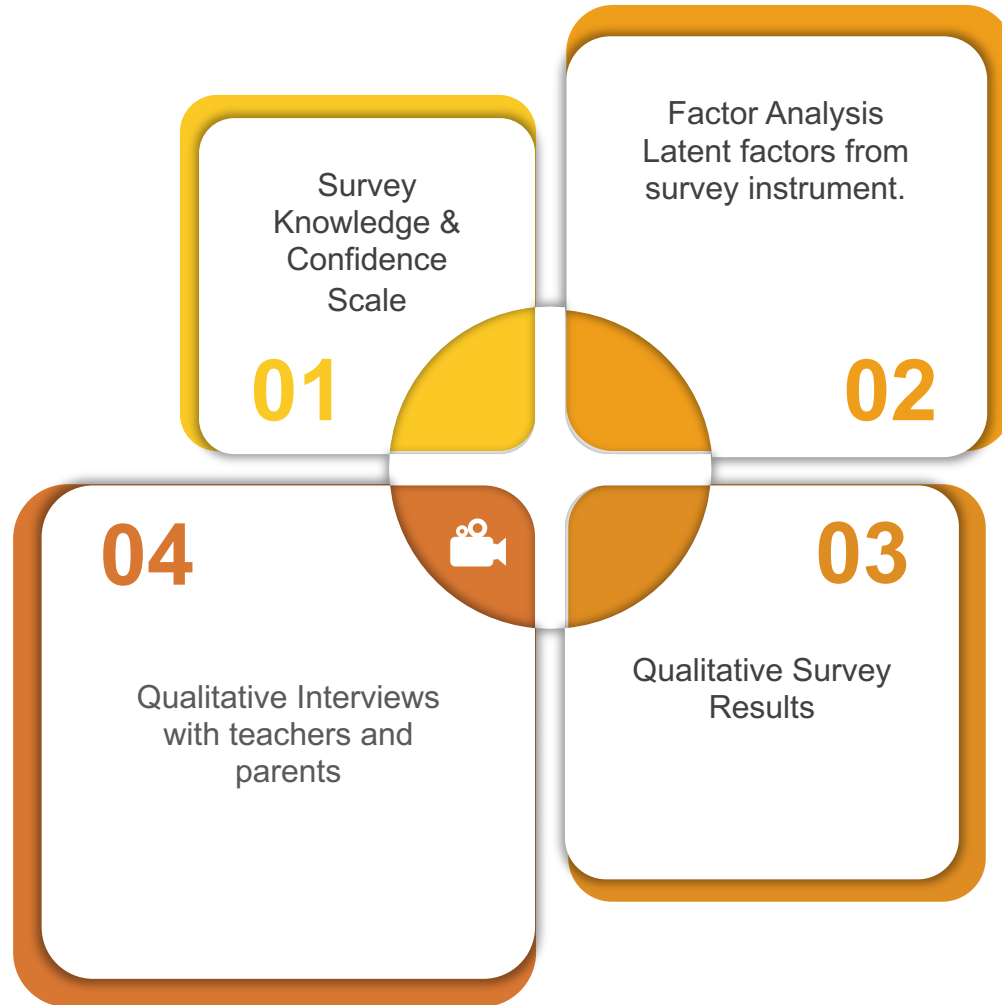 Survey
Knowledge &
Confidence
Scale
01
Factor Analysis
Latent factors from
survey instrument.
02
03
Qualitative Survey
Results
04
Qualitative Interviews
with teachers and
parents